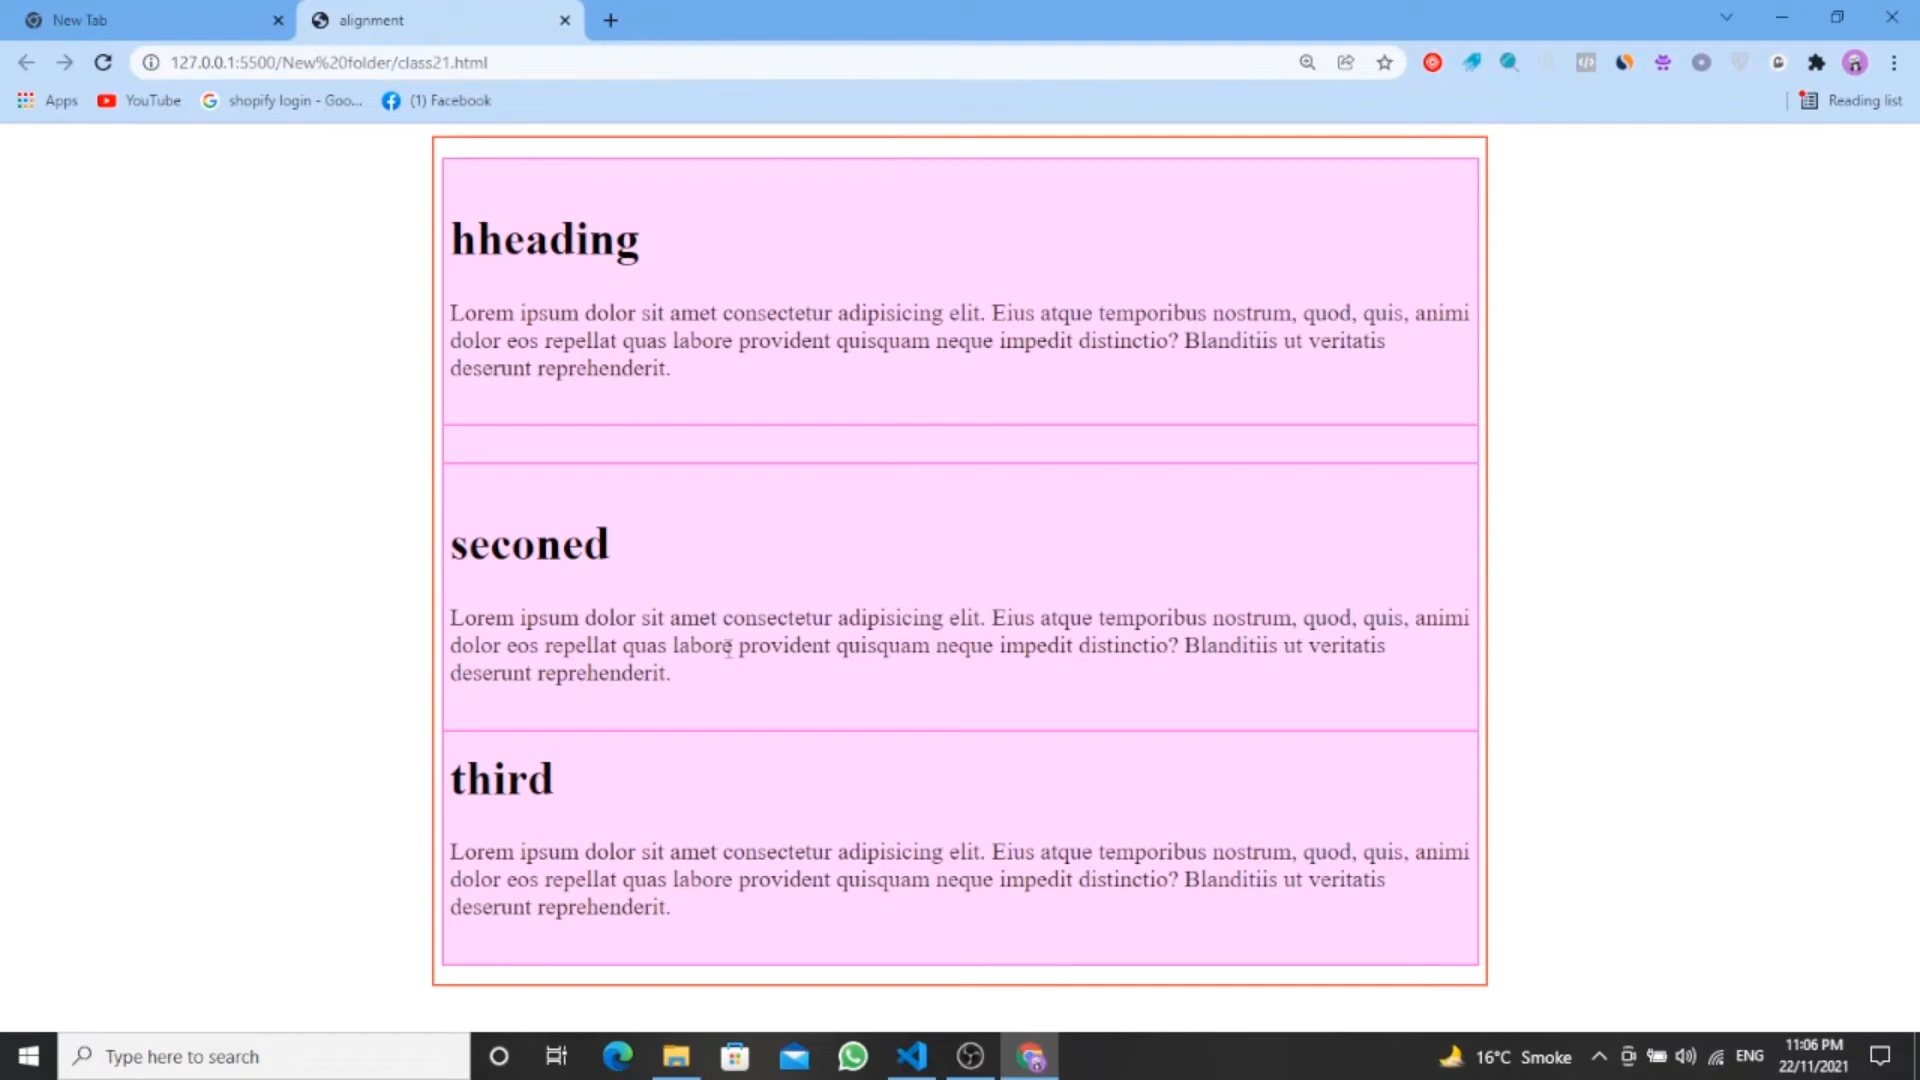 New Tab
alignment
127.0.0.1:5500/New%20folder/class21.html
Apps
YouTube
shopify login - Goo...
(1) Facebook
Reading list
hheading
Lorem ipsum dolor sit amet consectetur adipisicing elit. Eius atque temporibus nostrum, quod, quis, animi
dolor eos repellat quas labore provident quisquam neque impedit distinctio? Blanditiis ut veritatis
deserunt reprehenderit.
seconed
Lorem ipsum dolor sit amet consectetur adipisicing elit. Eius atque temporibus nostrum, quod, quis, animi
dolor eos repellat quas labore provident quisquam neque impedit distinctio? Blanditiis ut veritatis
deserunt reprehenderit.
third
Lorem ipsum dolor sit amet consectetur adipisicing elit. Eius atque temporibus nostrum, quod, quis, animi
dolor eos repellat quas labore provident quisquam neque impedit distinctio? Blanditiis ut veritatis
deserunt reprehenderit.
Type here to search
16°C Smoke
ENG
11:06 PM
22/11/2021